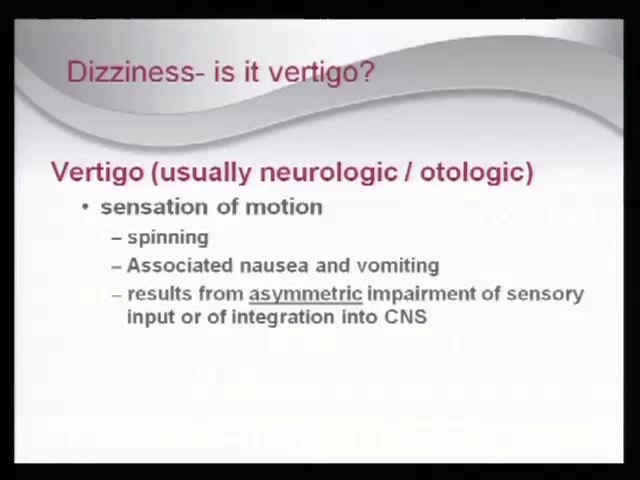 Dizziness- is it vertigo?
Vertigo (usually neurologic / otologic)
• sensation of motion
– spinning
– Associated nausea and vomiting
– results from asymmetric impairment of sensory
input or of integration into CNS